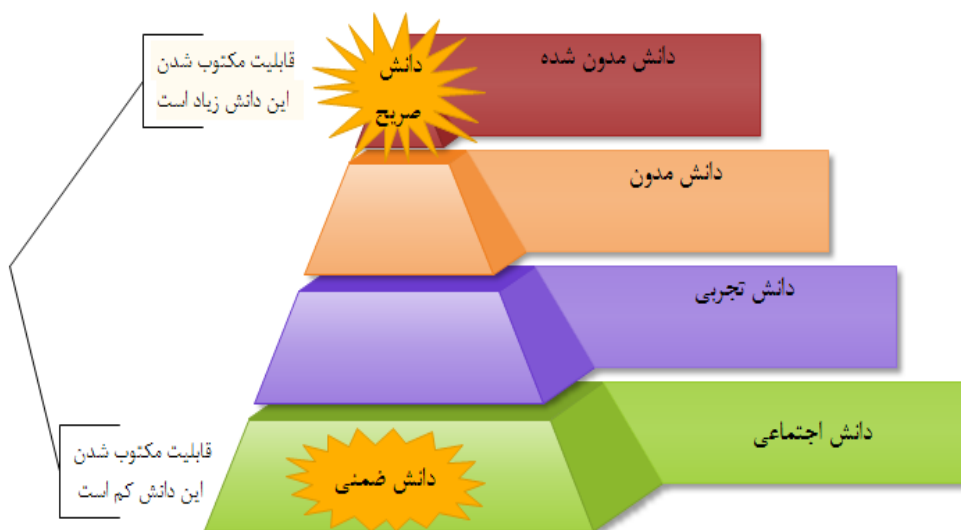 قابلیت مکتوب شدن
این دانش زیاد است
دانش
صریح
دانش مدون شده
دانش مدون
دانش تجربی
دانش اجتماعی
قابلیت مکتوب شدن
این دانش کم است
دانش ضمنی